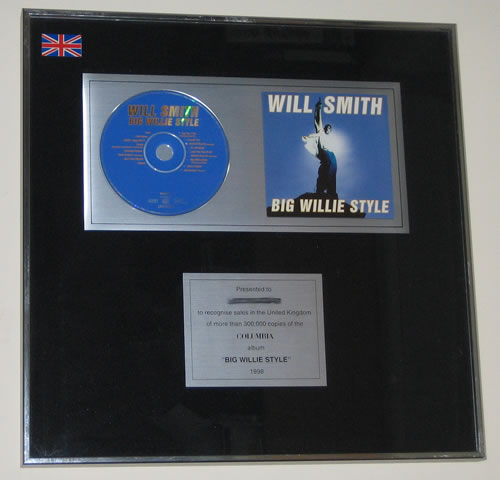 WILL SMITH
BIG WILLIE STYLE
WILL SMITH
BIG WILLIE STYLE
Presented to
to recognise sales in the United Kingdom
of more than 300,000 copies of the
COLUMBIA
album
"BIG WILLIE STYLE"
1998